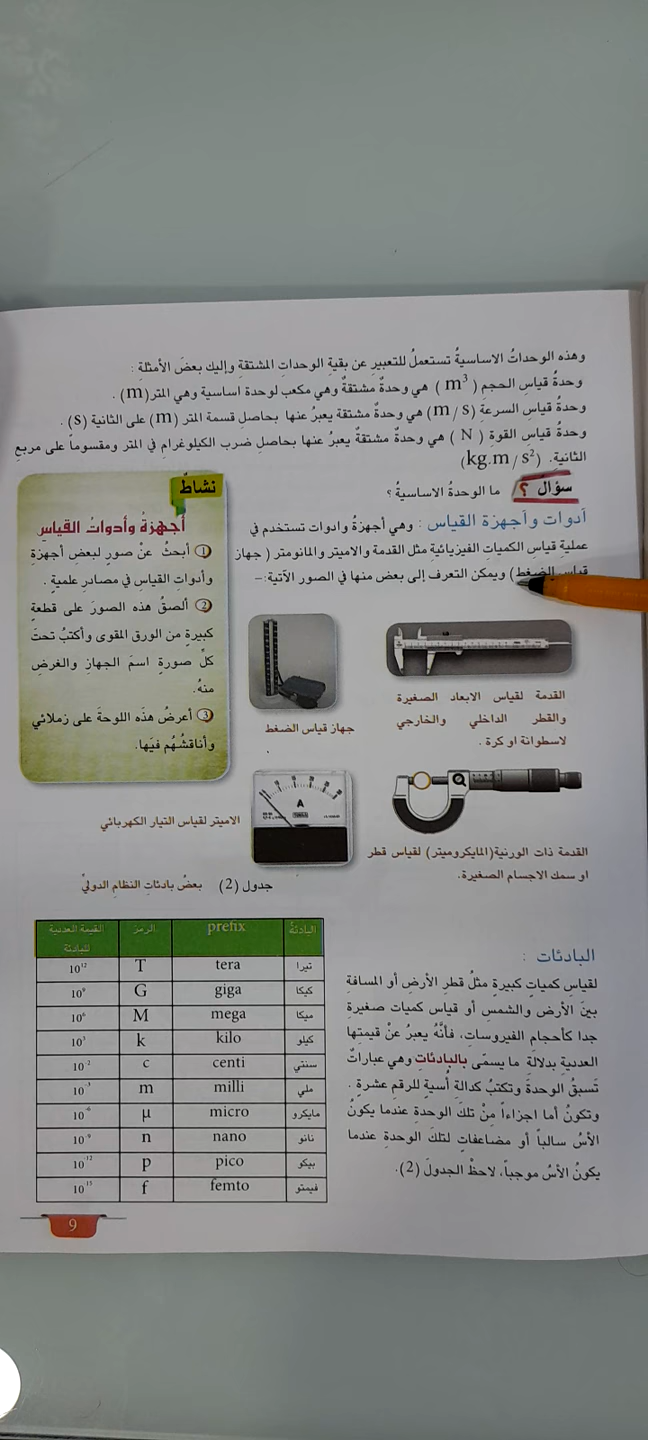 وهذه الوحداتُ الاساسيةُ تستعملُ للتعبيرِ عن بقيةِ الوحداتِ المشتقةِ وإليك بعضَ الأمثلةِ :
وحدةُ قياسِ الحجمِ ( m³ ) هي وحدةٌ مشتقةٌ وهي مكعب لوحدة اساسية وهي المتر (m) .
وحدةُ قياسِ السرعةِ (m/s) هي وحدةٌ مشتقة يعبرُ عنها بحاصلِ قسمة المترِ (m) على الثانية (s) .
وحدةُ قياسِ القوةِ ( N ) هي وحدةٌ مشتقةٌ يعبرُ عنها بحاصلِ ضربِ الكيلوغرامِ في المتر ومقسوماً على مربعِ
الثانيةِ. (kg.m/s²)
سؤالٌ ؟ ما الوحدةُ الاساسيةُ ؟
أدوات وأجهزة القياس : وهي أجهزةٌ وادوات تستخدم في
عمليةِ قياسِ الكمياتِ الفيزيائيةِ مثل القدمة والاميتر والمانومتر ( جهاز
قياس الضغط) ويمكن التعرف إلى بعض منها في الصور الآتية:–
القدمة لقياس الابعاد الصغيرة
والقطر الداخلي والخارجي
لاسطوانة او كرة .
جهاز قياس الضغط
القدمة ذات الورنية(المايكروميتر) لقياس قطر
او سمك الاجسام الصغيرة.
A
الاميتر لقياس التيار الكهربائي
نشاطٌ
أجهزةُ وأدواتُ القياس
1 أبحثُ عنْ صورٍ لبعضِ أجهزةِ
وأدواتِ القياسِ في مصادر علميةٍ .
2 ألصقُ هذه الصورَ على قطعةٍ
كبيرةٍ من الورق المقوى وأكتبُ تحتَ
كلِّ صورةٍ اسمَ الجهازِ والغرضِ
منهُ.
3 أعرضُ هذه اللوحةَ على زملائي
وأناقشُهُم فيَها.
البادئات :
لقياسِ كمياتٍ كبيرةٍ مثلُ قطرِ الأرضِ أو المسافةِ
بينَ الأرضِ والشمسِ أو قياس كميات صغيرةٍ
جدا كأحجامِ الفيروساتِ، فأنَّهُ يعبرُ عنْ قيمتها
العدديةِ بدلالةِ ما يسمّى بالبادئاتِ وهي عباراتٌ
تَسبقُ الوحدةَ وتكتبُ كدالةٍ أسيةٍ للرقمِ عشرةٍ .
وتكونُ أما اجزاءاً مِنْ تلكَ الوحدةِ عندما يكونُ
الأسُ سالباً أو مضاعفاتٍ لتلكَ الوحدةِ عندما
يكونُ الأسُ موجباً، لاحظْ الجدولَ (2).
جدول (2) بعضُ بادئاتِ النظامِ الدوليْ
البادئة prefix الرمز القيمة العددية للبادئة
تيرا tera T 10¹²
كيكا giga G 10⁹
ميكا mega M 10⁶
كيلو kilo k 10³
سنتي centi c 10⁻²
ملي milli m 10⁻³
مايكرو micro μ 10⁻⁶
نانو nano n 10⁻⁹
بيكو pico p 10⁻¹²
فيمتو femto f 10⁻¹⁵
9